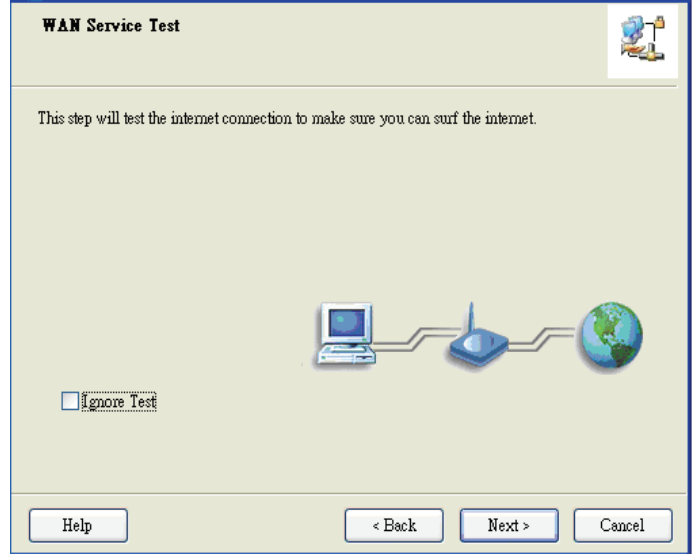 WAN Service Test
This step will test the internet connection to make sure you can surf the internet.
Ignore Test
Help
< Back
Next >
Cancel